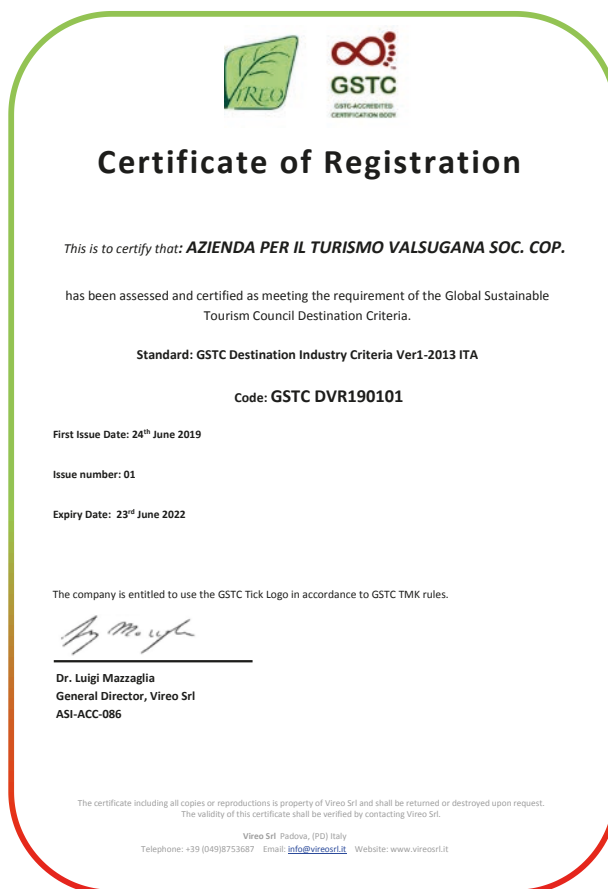 VIREO
GSTC
GSTC-ACCREDITED
CERTIFICATION BODY
Certificate of Registration
This is to certify that: AZIENDA PER IL TURISMO VALSUGANA SOC. COP.
has been assessed and certified as meeting the requirement of the Global Sustainable
Tourism Council Destination Criteria.
Standard: GSTC Destination Industry Criteria Ver1-2013 ITA
Code: GSTC DVR190101
First Issue Date: 24th June 2019
Issue number: 01
Expiry Date: 23rd June 2022
The company is entitled to use the GSTC Tick Logo in accordance to GSTC TMK rules.
Dr. Luigi Mazzaglia
General Director, Vireo Srl
ASI-ACC-086
The certificate including all copies or reproductions is property of Vireo Srl and shall be returned or destroyed upon request.
The validity of this certificate shall be verified by contacting Vireo Srl.
Vireo Srl Padova, (PD) Italy
Telephone: +39 (049)8753687 Email: info@vireosrl.it Website: www.vireosrl.it